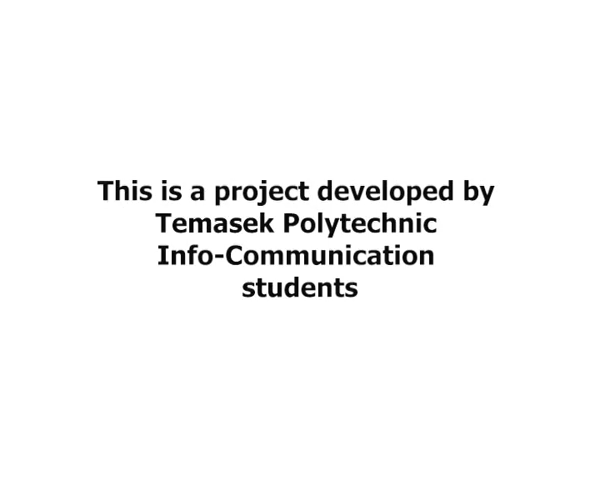 This is a project developed by
Temasek Polytechnic
Info-Communication
students